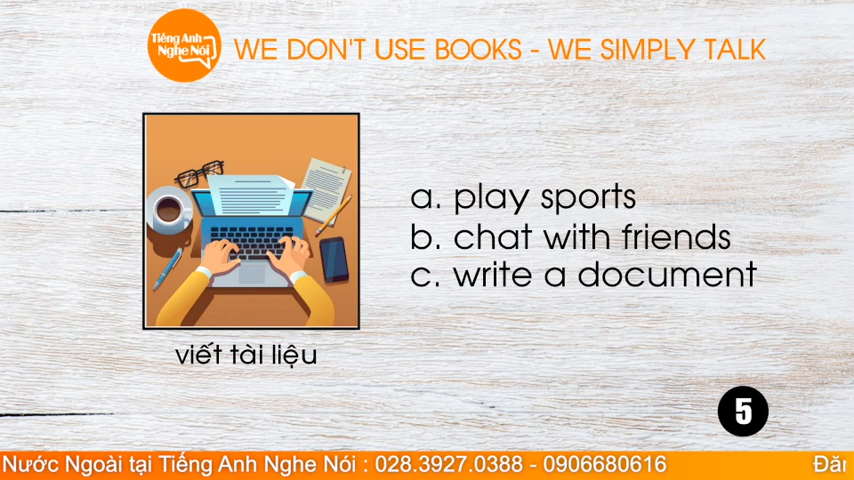 Tiếng Anh
Nghe Nói
WE DON'T USE BOOKS - WE SIMPLY TALK
a. play sports
b. chat with friends
c. write a document
viết tài liệu
5
Nước Ngoài tại Tiếng Anh Nghe Nói : 028.3927.0388 - 0906680616